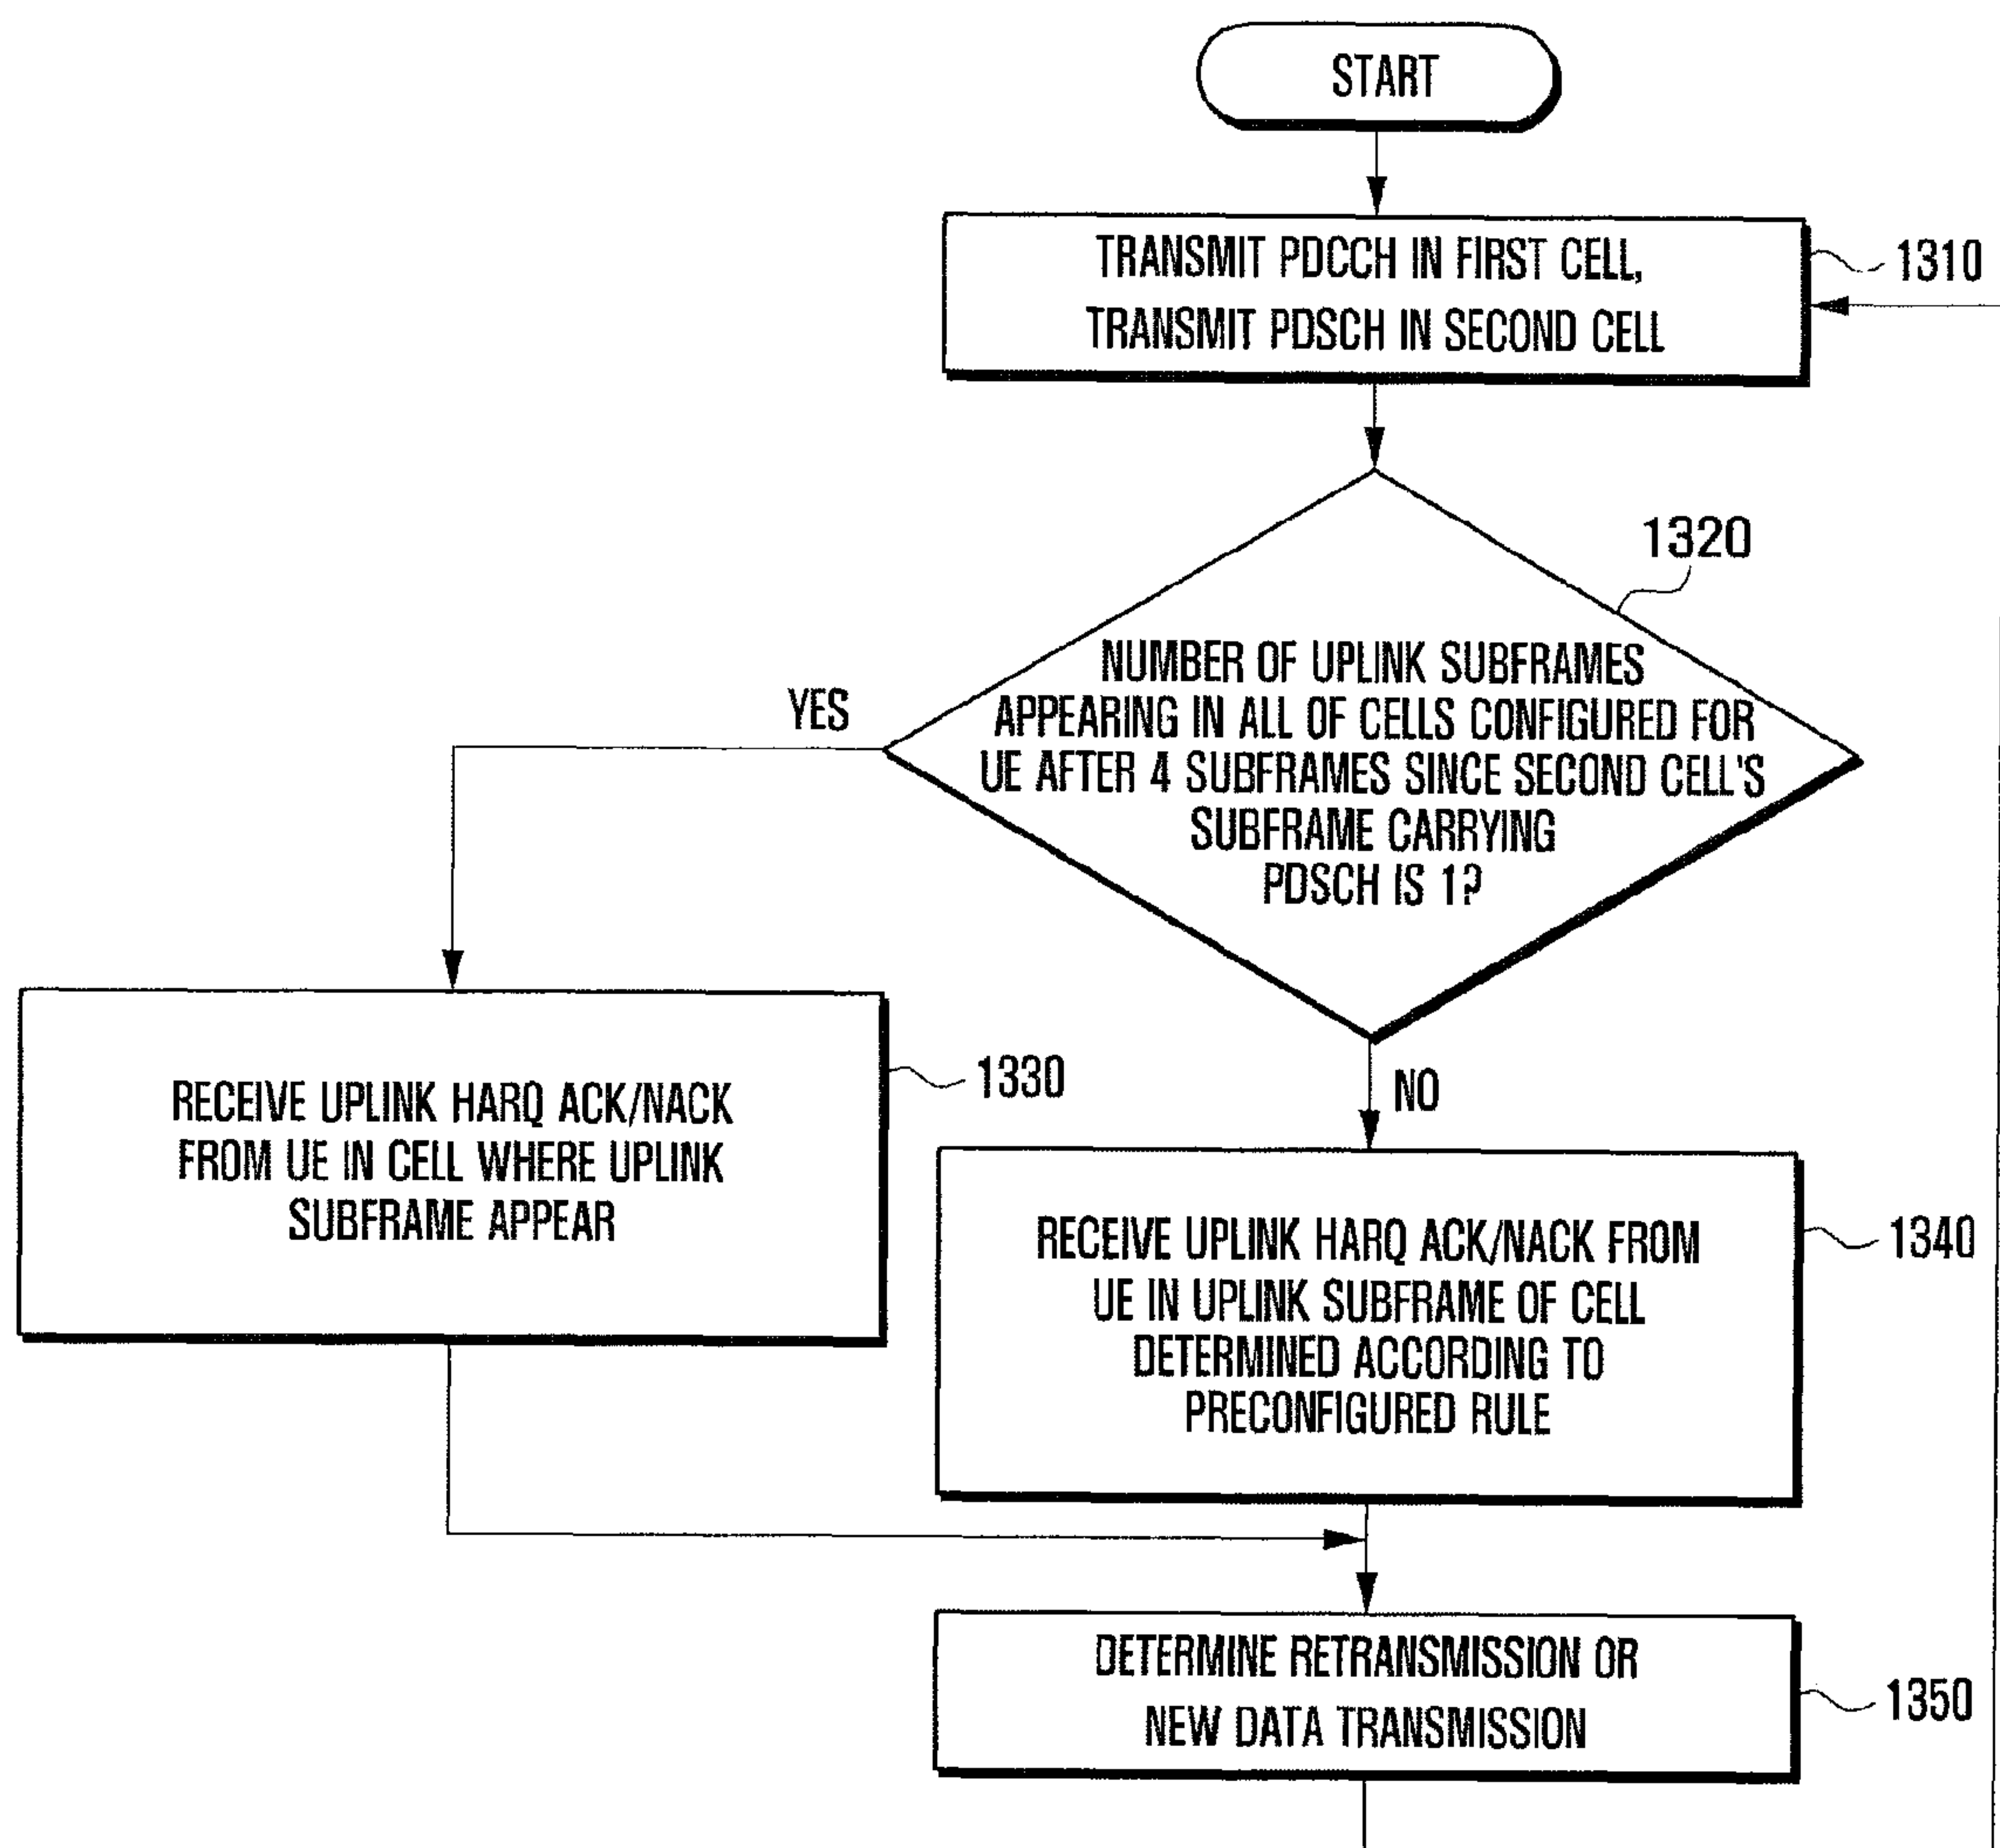 START
TRANSMIT PDCCH IN FIRST CELL,
TRANSMIT PDSCH IN SECOND CELL
1310
1320
NUMBER OF UPLINK SUBFRAMES
APPEARING IN ALL OF CELLS CONFIGURED FOR
UE AFTER 4 SUBFRAMES SINCE SECOND CELL'S
SUBFRAME CARRYING
PDSCH IS 1?
YES
NO
RECEIVE UPLINK HARQ ACK/NACK
FROM UE IN CELL WHERE UPLINK
SUBFRAME APPEAR
1330
RECEIVE UPLINK HARQ ACK/NACK FROM
UE IN UPLINK SUBFRAME OF CELL
DETERMINED ACCORDING TO
PRECONFIGURED RULE
1340
DETERMINE RETRANSMISSION OR
NEW DATA TRANSMISSION
1350